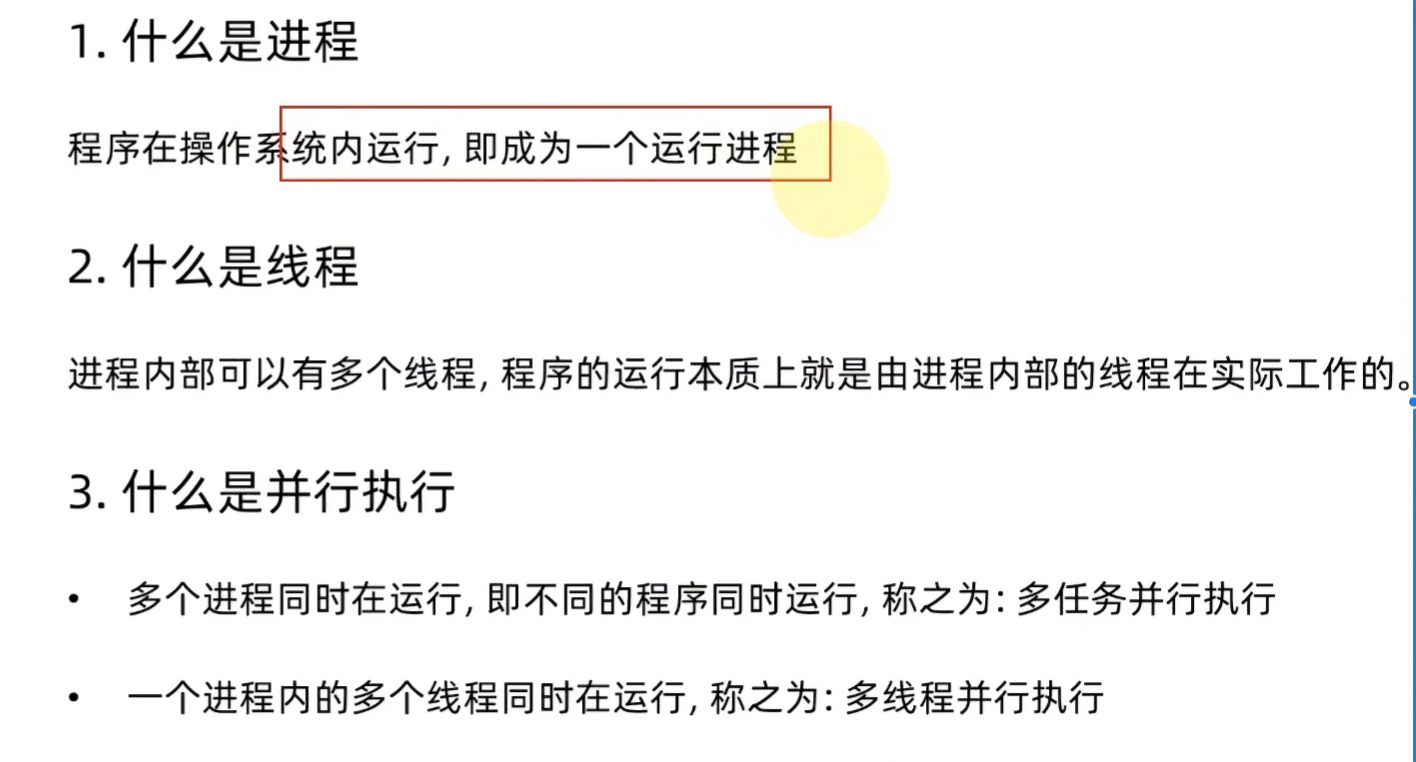 1. 什么是进程
程序在操作系统内运行, 即成为一个运行进程
2. 什么是线程
进程内部可以有多个线程, 程序的运行本质上就是由进程内部的线程在实际工作的。
3. 什么是并行执行
• 多个进程同时在运行, 即不同的程序同时运行, 称之为: 多任务并行执行
• 一个进程内的多个线程同时在运行, 称之为: 多线程并行执行